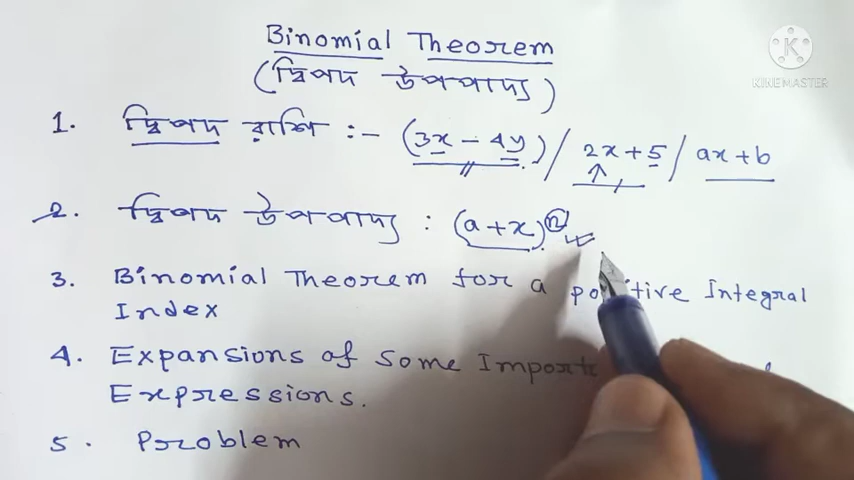 Binomial Theorem
(দ্বিপদ উপপাদ্য)
1. দ্বিপদ রাশি :- (3x - 4y) / 2x + 5 / ax + b
2. দ্বিপদ উপপাদ্য : (a + x)ⁿ
3. Binomial Theorem for a positive Integral
Index
4. Expansions of some
Expressions.
5. Problem
KINEMASTER